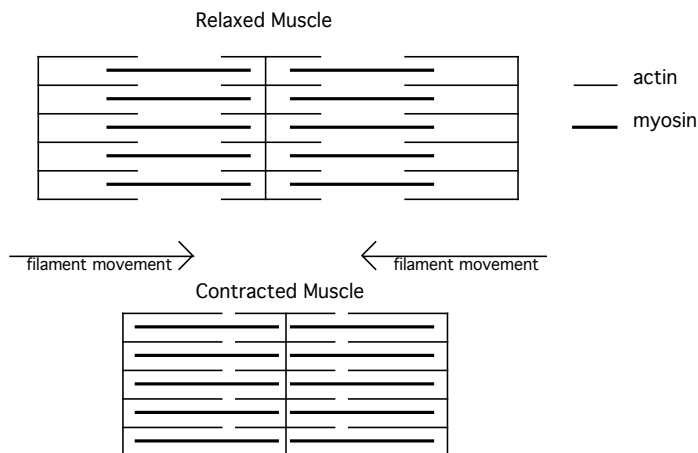 Relaxed Muscle
actin
myosin
filament movement
filament movement
Contracted Muscle